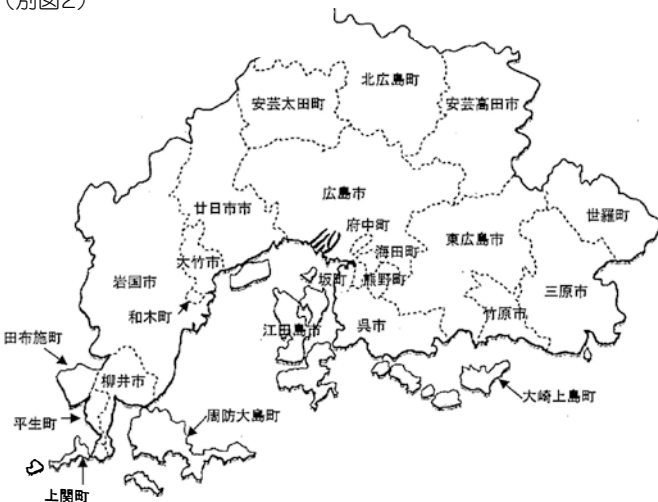 （別図2）
北広島町
安芸太田町
安芸高田市
広島市
廿日市市
世羅町
府中町
東広島市
海田町
大竹市
岩国市
坂町
熊野町
三原市
和木町
竹原市
江田島市
呉市
田布施町
柳井市
大崎上島町
周防大島町
平生町
上関町